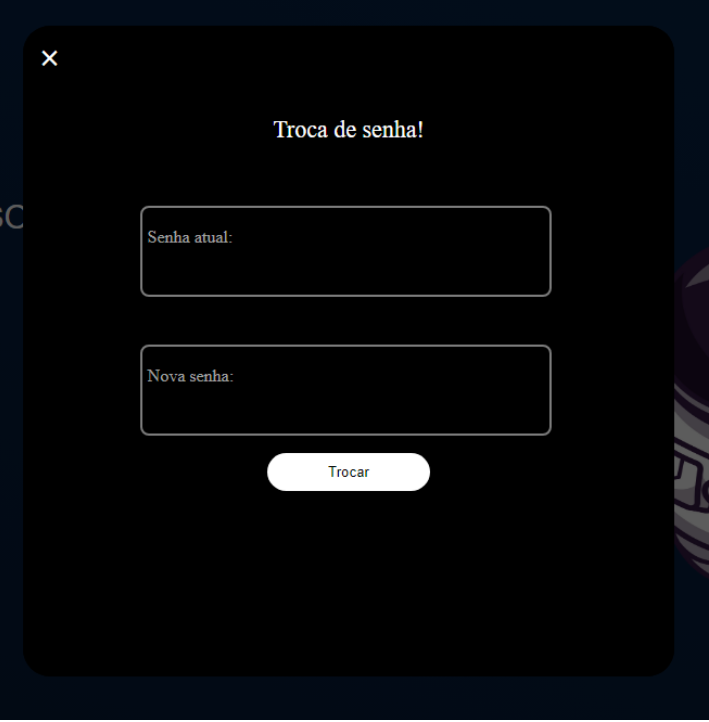 Troca de senha!
Senha atual:
Nova senha:
Trocar